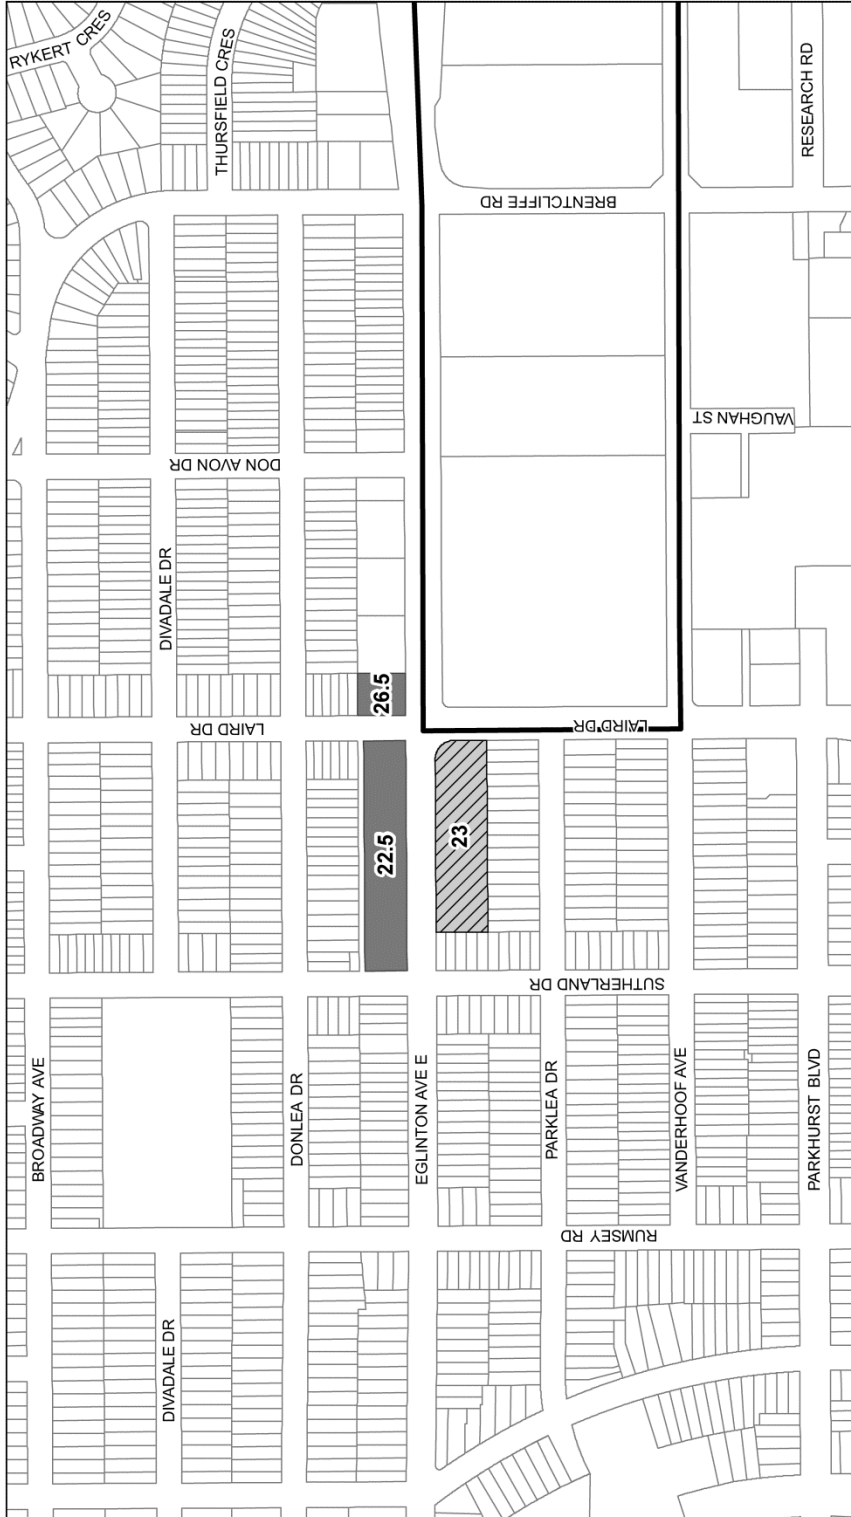 RYKERT CRES
THURSFIELD CRES
RESEARCH RD
BRENTCLIFFE RD
VAUGHAN ST
DON AVON DR
DIVADALE DR
26.5
LAIRD DR
LAIRD DR
22.5
23
SUTHERLAND DR
BROADWAY AVE
DONLEA DR
EGLINTON AVE E
PARKLEA DR
VANDERHOOF AVE
PARKHURST BLVD
RUMSEY RD
DIVADALE DR